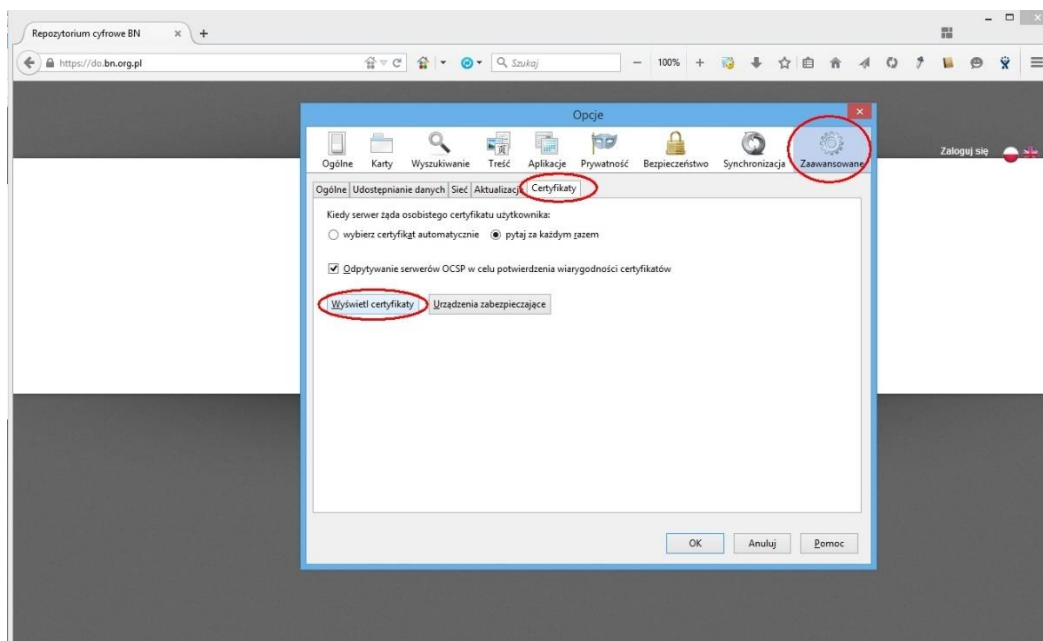 Repozytorium cyfrowe BN
https://do.bn.org.pl
Szukaj
100%
Opcje
Ogólne Karty Wyszukiwanie Treść Aplikacje Prywatność Bezpieczeństwo Synchronizacja Zaawansowane
Zaloguj się
Ogólne Udostępnianie danych Sieć Aktualizacja Certyfikaty
Kiedy serwer żąda osobistego certyfikatu użytkownika:
wybierz certyfikat automatycznie pytaj za każdym razem
Odpytywanie serwerów OCSP w celu potwierdzenia wiarygodności certyfikatów
Wyświetl certyfikaty Urządzenia zabezpieczające
OK Anuluj Pomoc